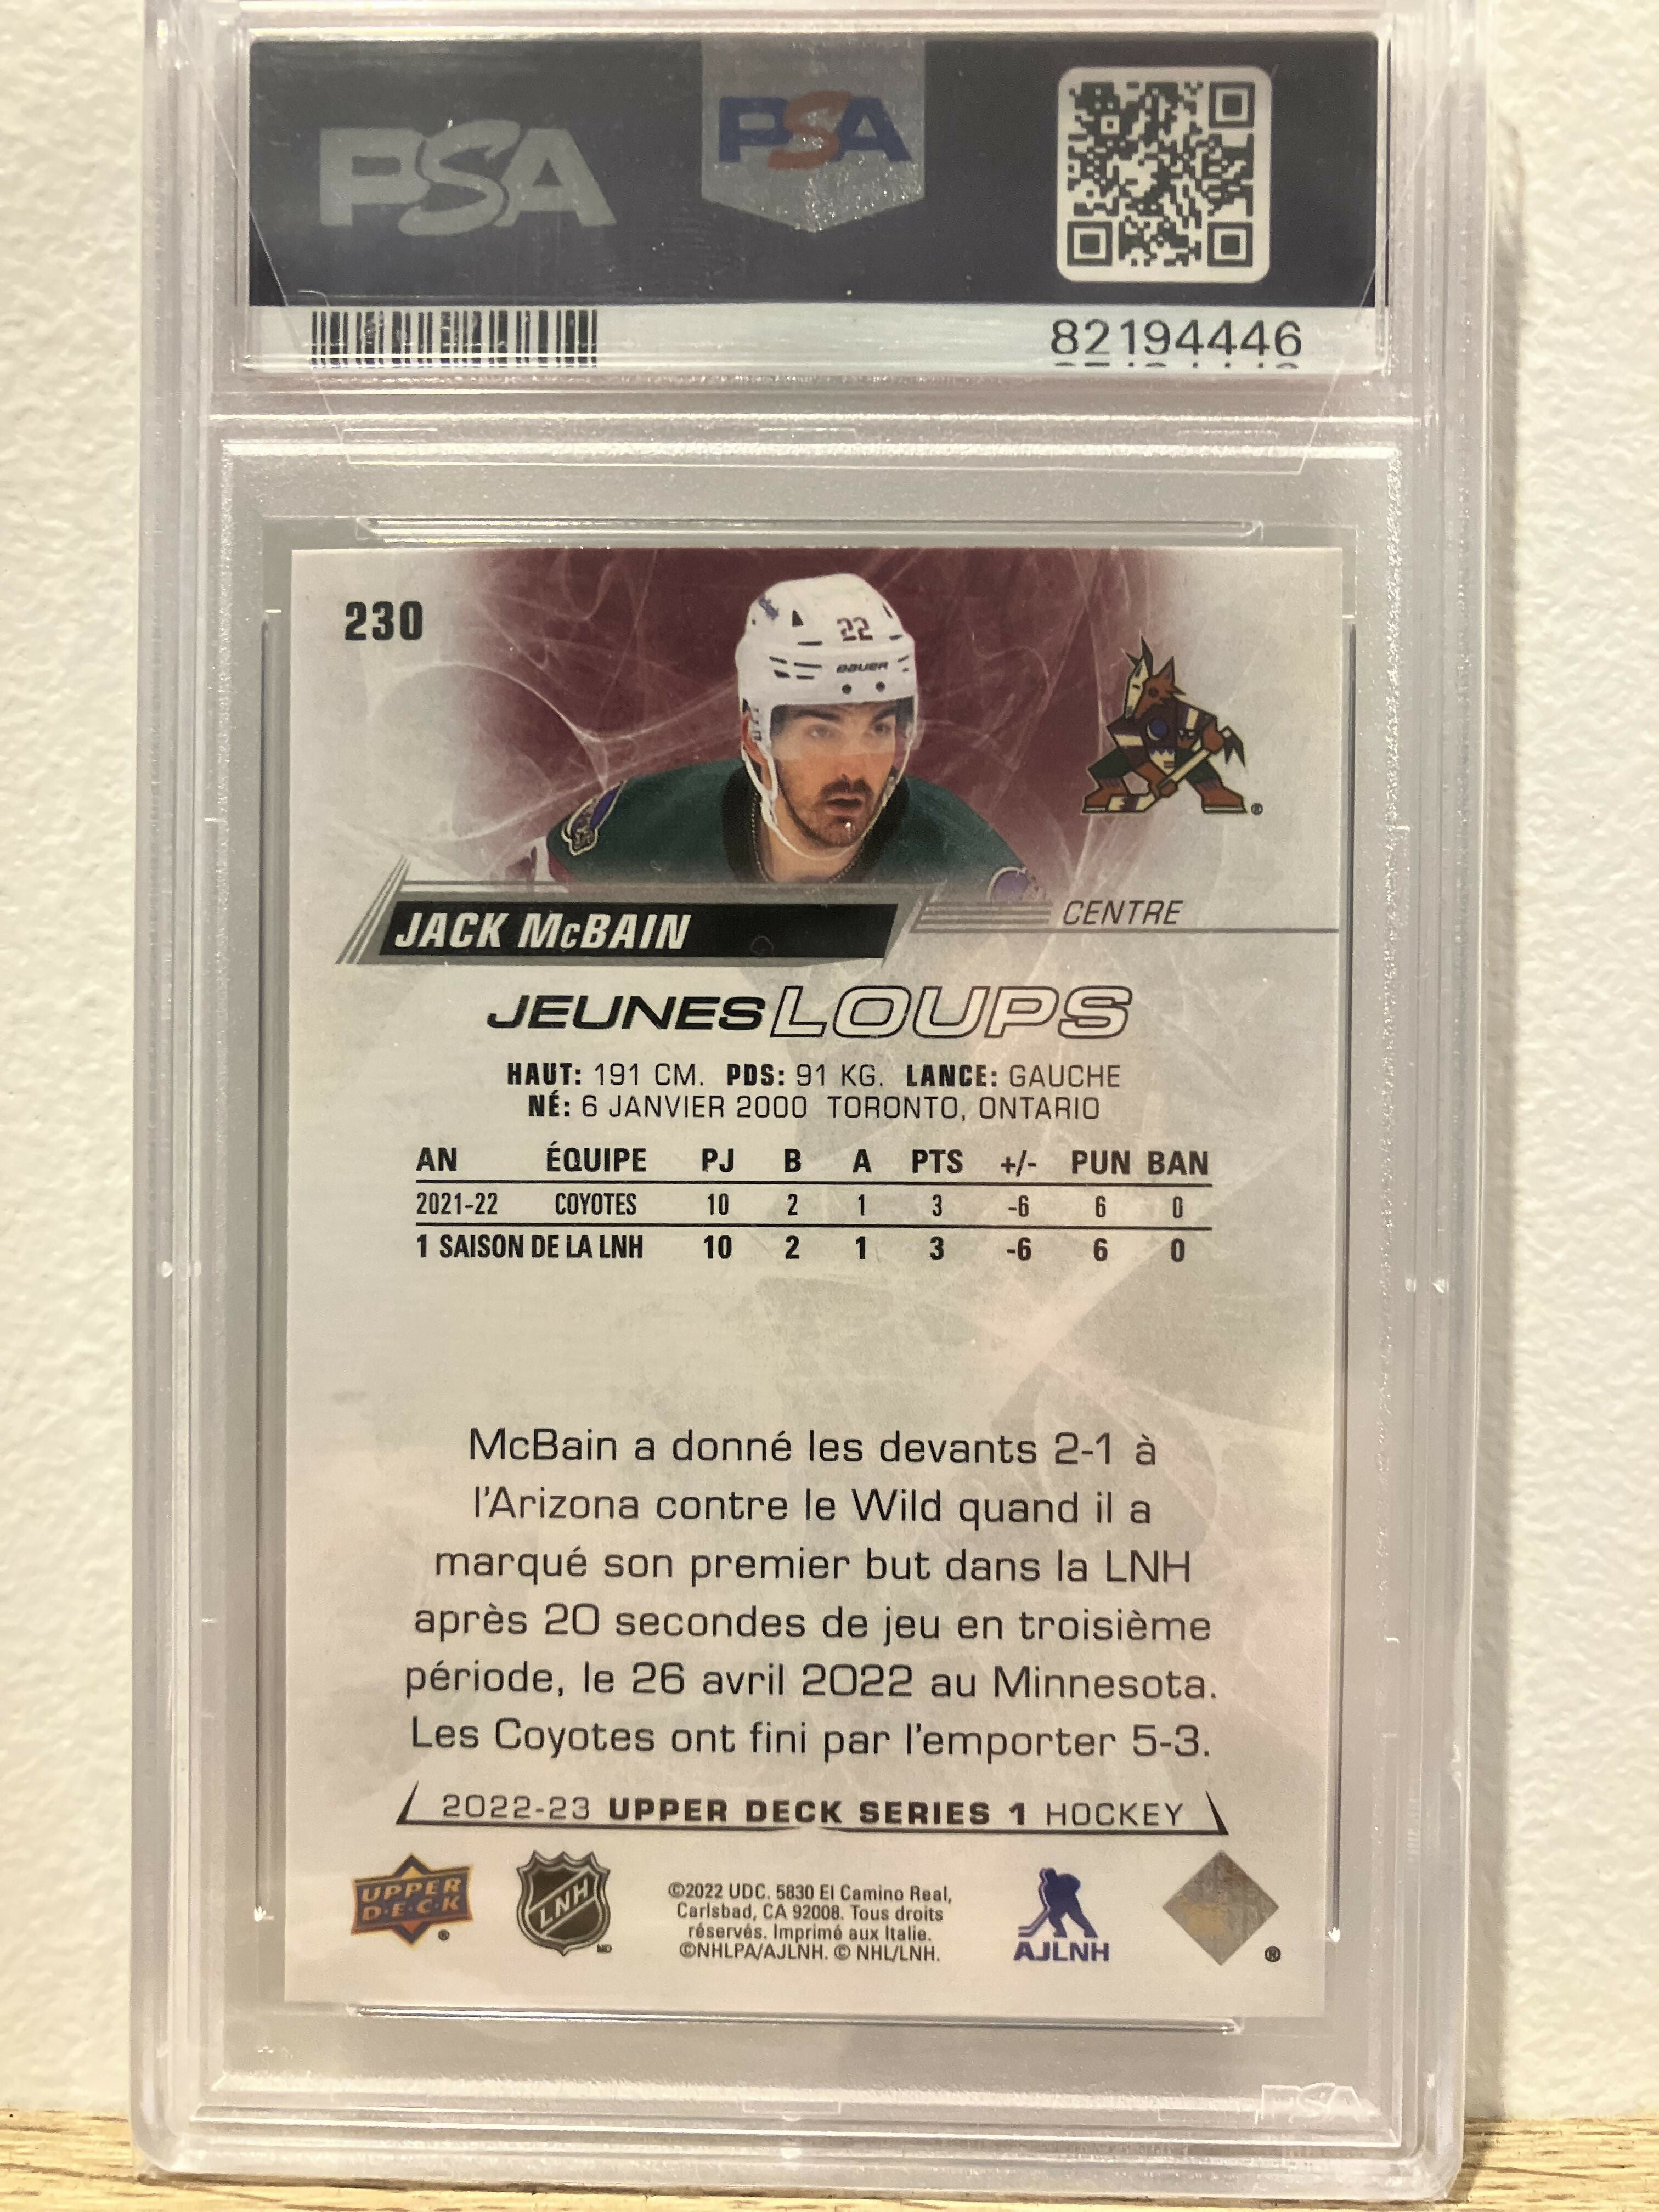 PSA
PSA
82194446
230
22
BAUER
JACK McBAIN
CENTRE
JEUNES LOUPS
HAUT: 191 CM. PDS: 91 KG. LANCE: GAUCHE
NÉ: 6 JANVIER 2000 TORONTO, ONTARIO
AN ÉQUIPE PJ B A PTS +/- PUN BAN
2021-22 COYOTES 10 2 1 3 -6 6 0
1 SAISON DE LA LNH 10 2 1 3 -6 6 0
McBain a donné les devants 2-1 à
l'Arizona contre le Wild quand il a
marqué son premier but dans la LNH
après 20 secondes de jeu en troisième
période, le 26 avril 2022 au Minnesota.
Les Coyotes ont fini par l'emporter 5-3.
2022-23 UPPER DECK SERIES 1 HOCKEY
UPPER
D·E·C·K
®
LNH
MD
©2022 UDC. 5830 El Camino Real,
Carlsbad, CA 92008. Tous droits
réservés. Imprimé aux Italie.
©NHLPA/AJLNH. © NHL/LNH.
AJLNH
®
PSA